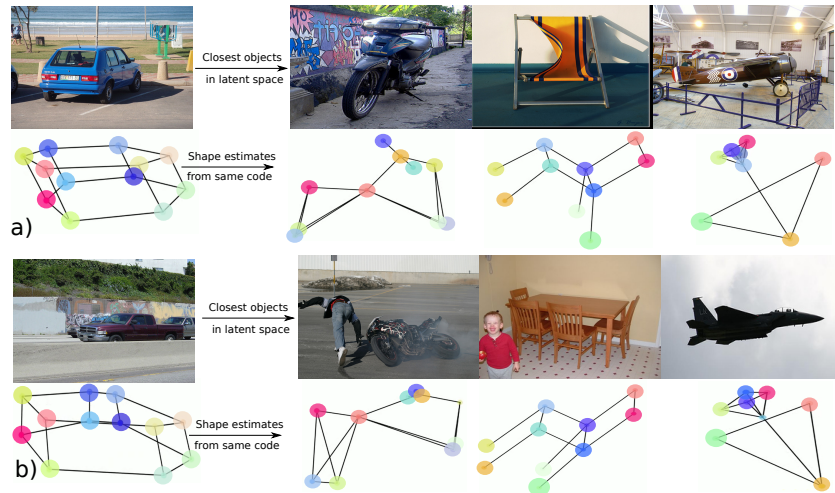 Closest objects
in latent space
Shape estimates
from same code
a)
Closest objects
in latent space
Shape estimates
from same code
b)